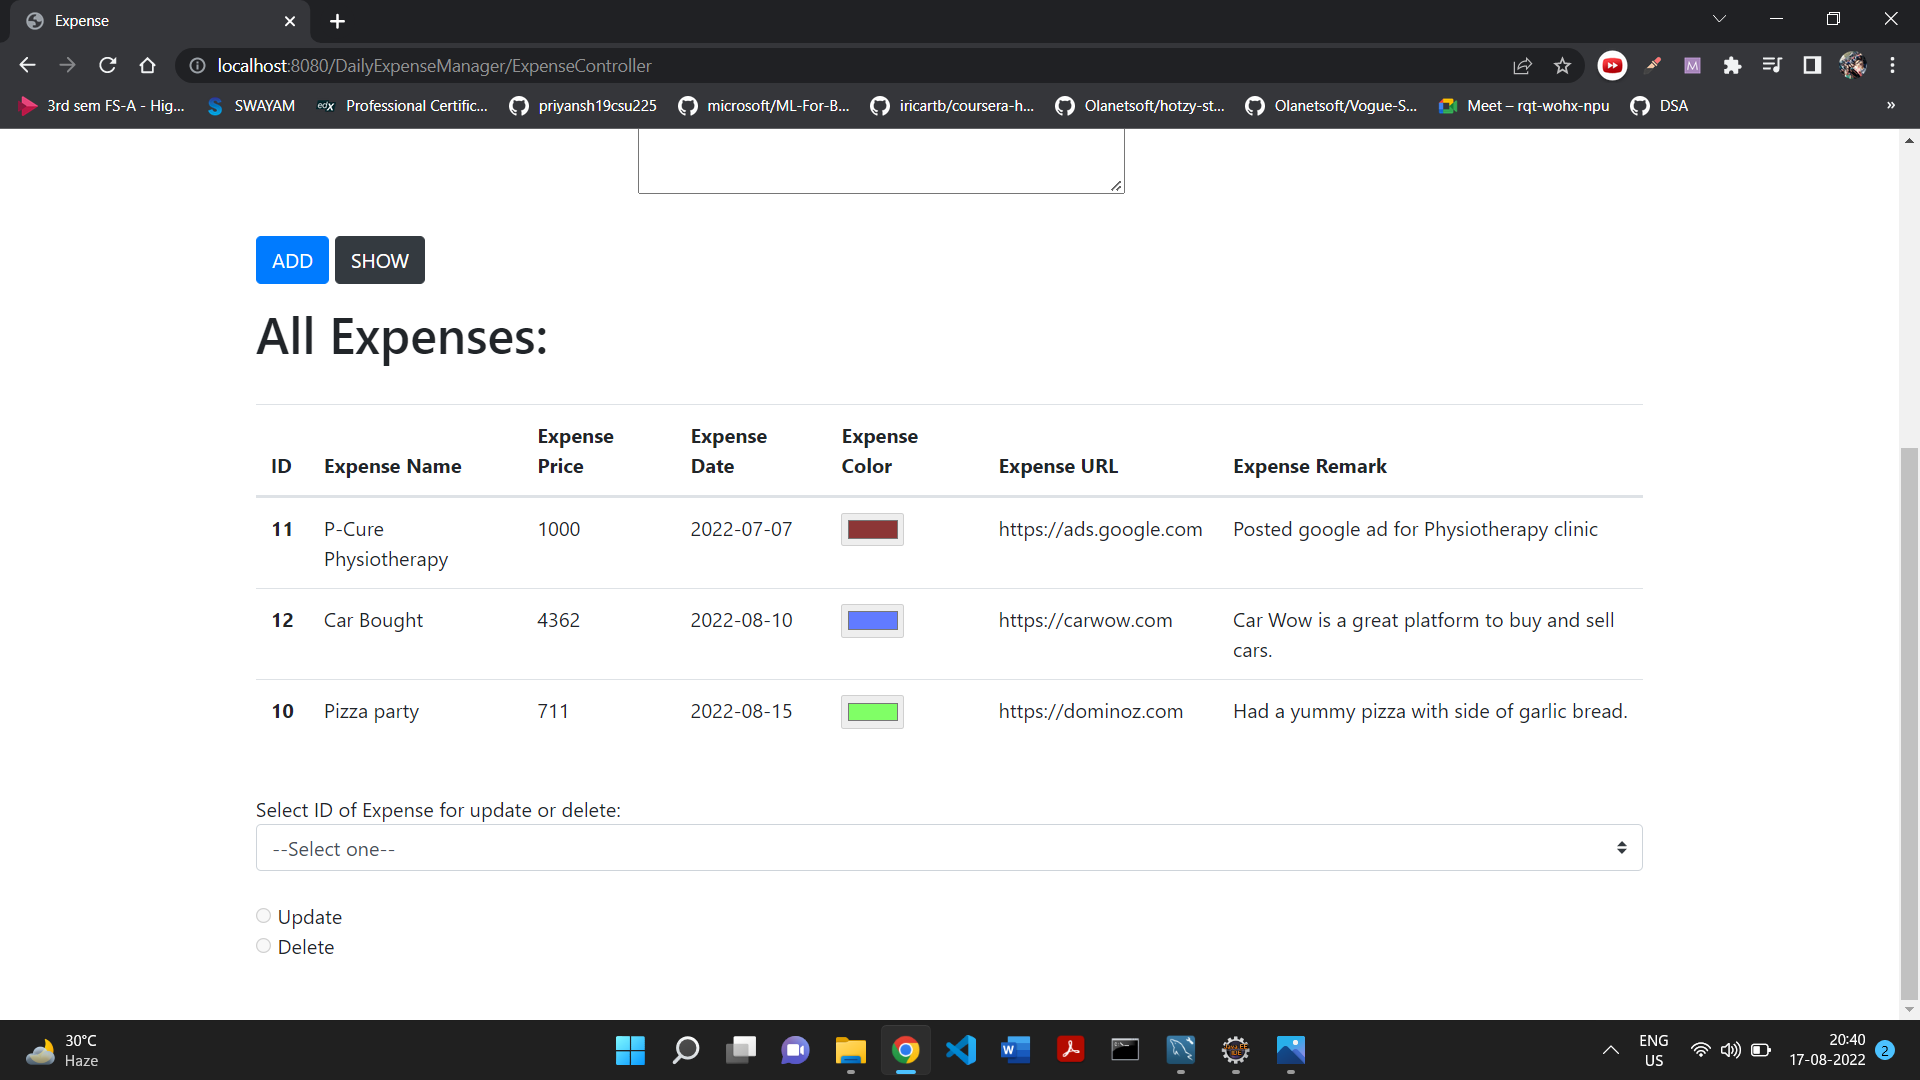 Expense
localhost:8080/DailyExpenseManager/ExpenseController
3rd sem FS-A - Hig...
SWAYAM
edx
Professional Certific...
priyansh19csu225
microsoft/ML-For-B...
iricartb/coursera-h...
Olanetsoft/hotzy-st...
Olanetsoft/Vogue-S...
Meet – rqt-wohx-npu
DSA
»
ADD SHOW
All Expenses:
ID Expense Name Expense Price Expense Date Expense Color Expense URL Expense Remark
11 P-Cure Physiotherapy 1000 2022-07-07 https://ads.google.com Posted google ad for Physiotherapy clinic
12 Car Bought 4362 2022-08-10 https://carwow.com Car Wow is a great platform to buy and sell cars.
10 Pizza party 711 2022-08-15 https://dominoz.com Had a yummy pizza with side of garlic bread.
Select ID of Expense for update or delete:
--Select one--
Update
Delete
30°C
Haze
ENG
US
20:40
17-08-2022
2